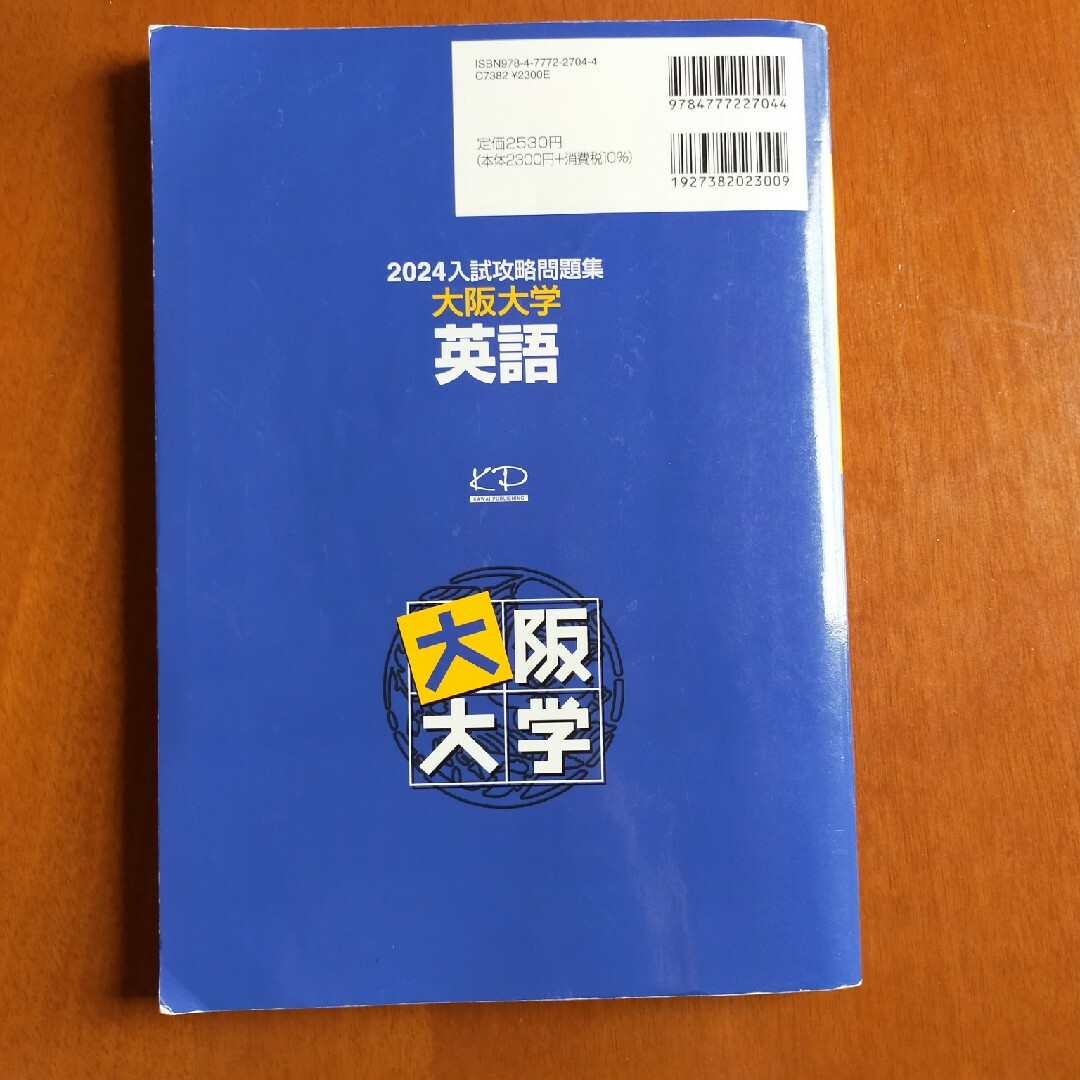 ISBN978-4-7772-2704-4
C7382 ¥2300E
9784777227044
定価2530円
(本体2300円+消費税10%)
1927382023009
2024入試攻略問題集
大阪大学
英語
KP
KAWAI PUBLISHING
大阪
大学